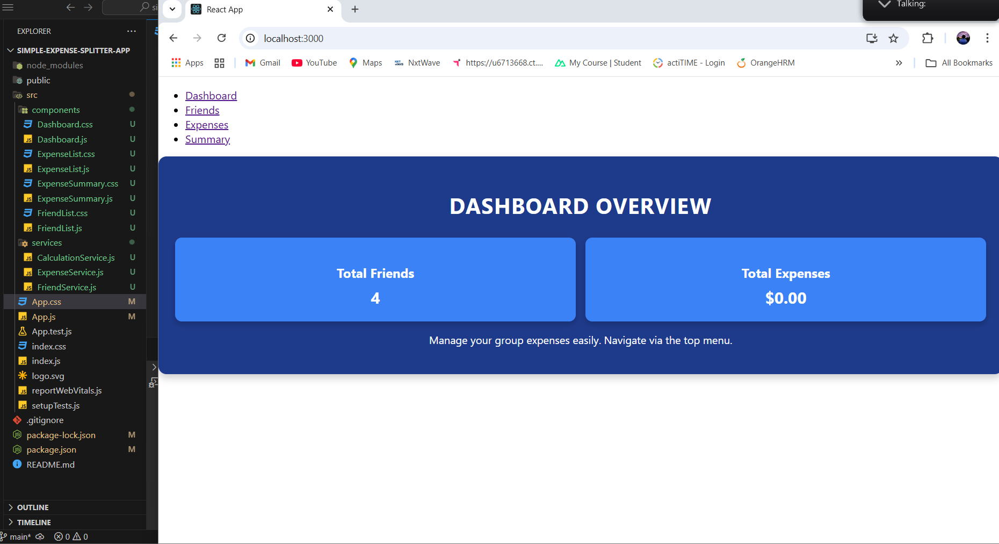 si
EXPLORER
SIMPLE-EXPENSE-SPLITTER-APP
node_modules
public
src
components
Dashboard.css U
Dashboard.js U
ExpenseList.css U
ExpenseList.js U
ExpenseSummary.css U
ExpenseSummary.js U
FriendList.css U
FriendList.js U
services
CalculationService.js U
ExpenseService.js U
FriendService.js U
App.css M
App.js M
App.test.js
index.css
index.js
logo.svg
reportWebVitals.js
setupTests.js
.gitignore
package-lock.json M
package.json M
README.md
OUTLINE
TIMELINE
main* 0 0
React App
Talking:
localhost:3000
Apps Gmail YouTube Maps NxtWave https://u6713668.ct.... My Course | Student actiTIME - Login OrangeHRM » All Bookmarks
Dashboard
Friends
Expenses
Summary
DASHBOARD OVERVIEW
Total Friends
4
Total Expenses
$0.00
Manage your group expenses easily. Navigate via the top menu.